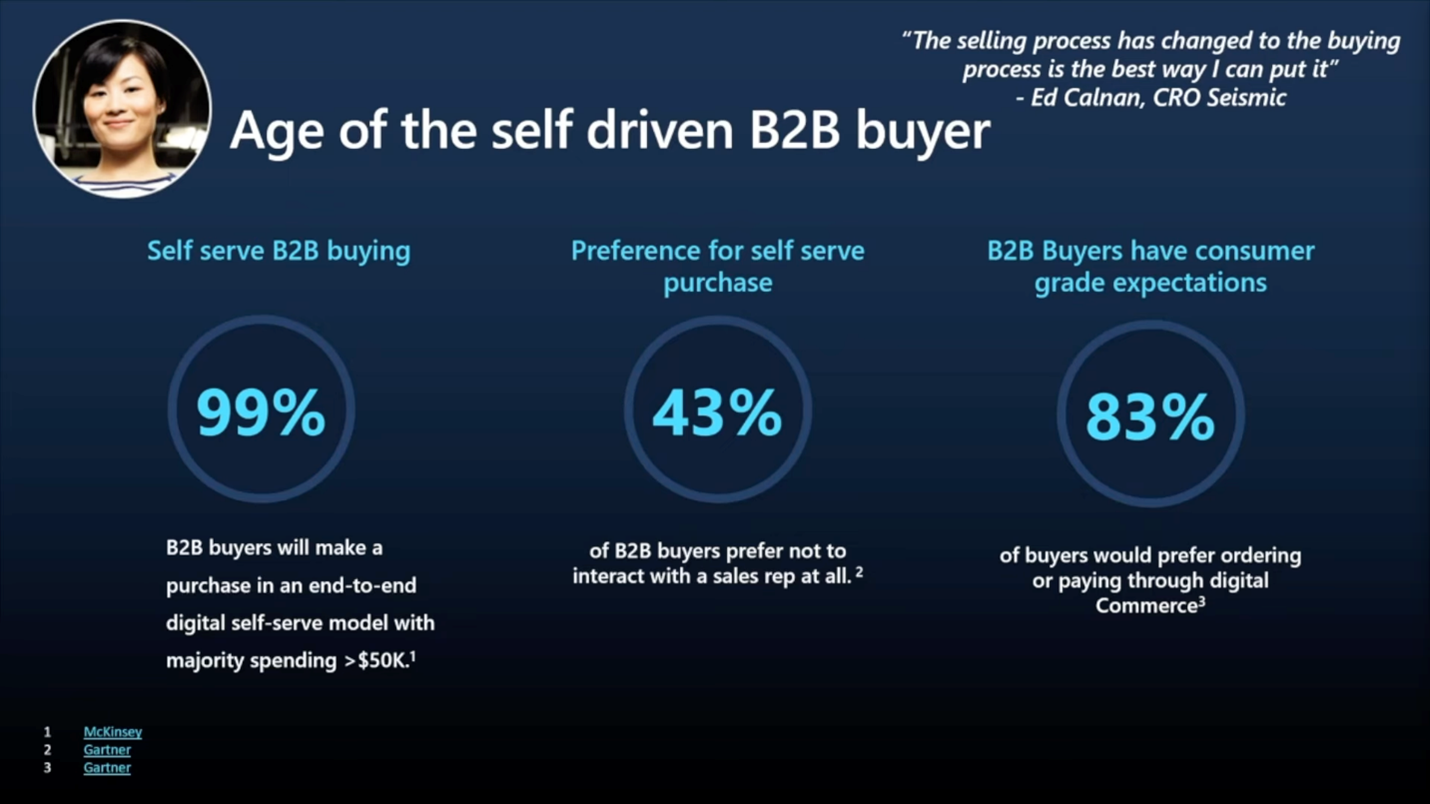 “The selling process has changed to the buying
process is the best way I can put it”
- Ed Calnan, CRO Seismic
Age of the self driven B2B buyer
Self serve B2B buying
99%
B2B buyers will make a
purchase in an end-to-end
digital self-serve model with
majority spending >$50K.¹
Preference for self serve
purchase
43%
of B2B buyers prefer not to
interact with a sales rep at all. ²
B2B Buyers have consumer
grade expectations
83%
of buyers would prefer ordering
or paying through digital
Commerce³
1 McKinsey
2 Gartner
3 Gartner